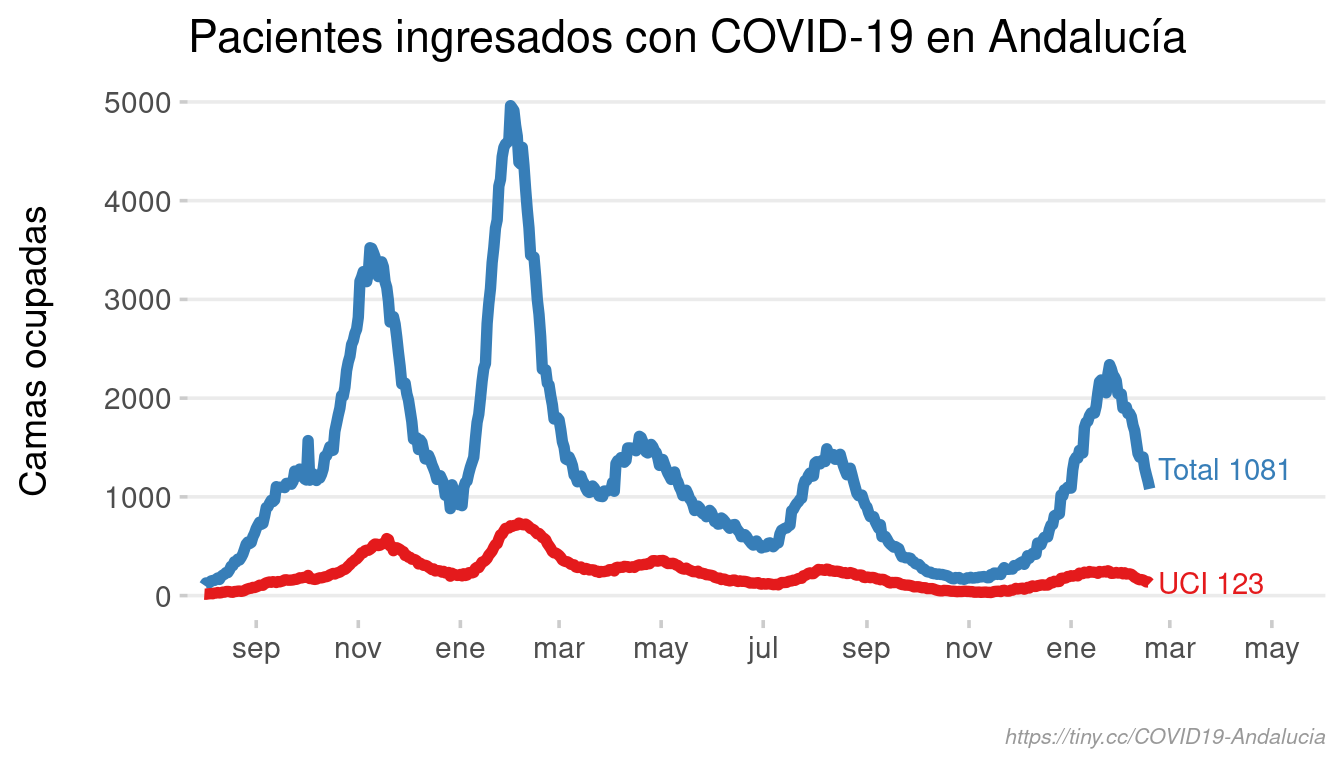 Pacientes ingresados con COVID-19 en Andalucía
Camas ocupadas
5000
4000
3000
2000
1000
0
Total 1081
UCI 123
sep nov ene mar may jul sep nov ene mar may
https://tiny.cc/COVID19-Andalucia